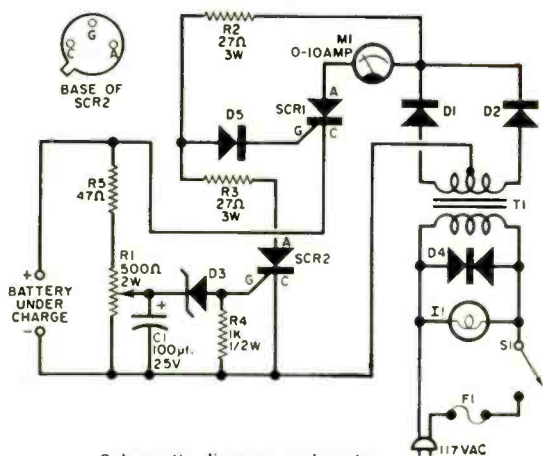 R2
27Ω
3W
M1
0-10AMP
G
C
A
BASE OF
SCR2
A
SCR1
D5
G
C
D1
D2
R5
47Ω
R3
27Ω
3W
T1
A
SCR2
R1
500Ω
2W
D3
G
C
D4
+
BATTERY
UNDER
CHARGE
-
+
C1
100µf.
25V
R4
1K
1/2W
I1
S1
F1
117VAC